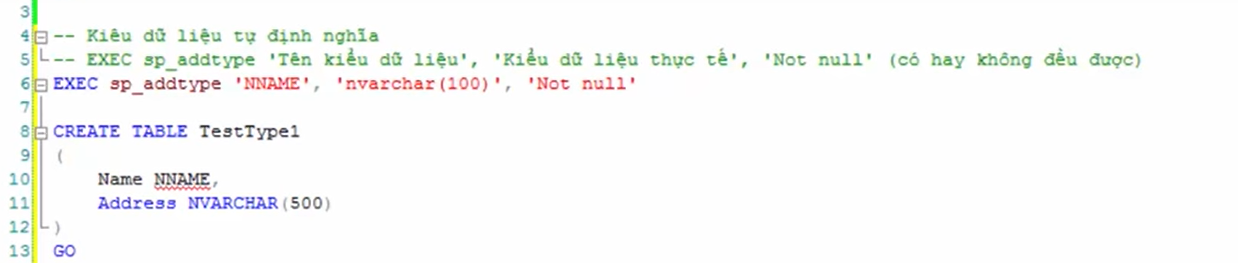 3
4 -- Kiêu dữ liệu tự định nghĩa
5 -- EXEC sp_addtype 'Tên kiểu dữ liệu', 'Kiểu dữ liệu thực tế', 'Not null' (có hay không đều được)
6 EXEC sp_addtype 'NNAME', 'nvarchar(100)', 'Not null'
7
8 CREATE TABLE TestType1
9 (
10 Name NNAME,
11 Address NVARCHAR(500)
12 )
13 GO